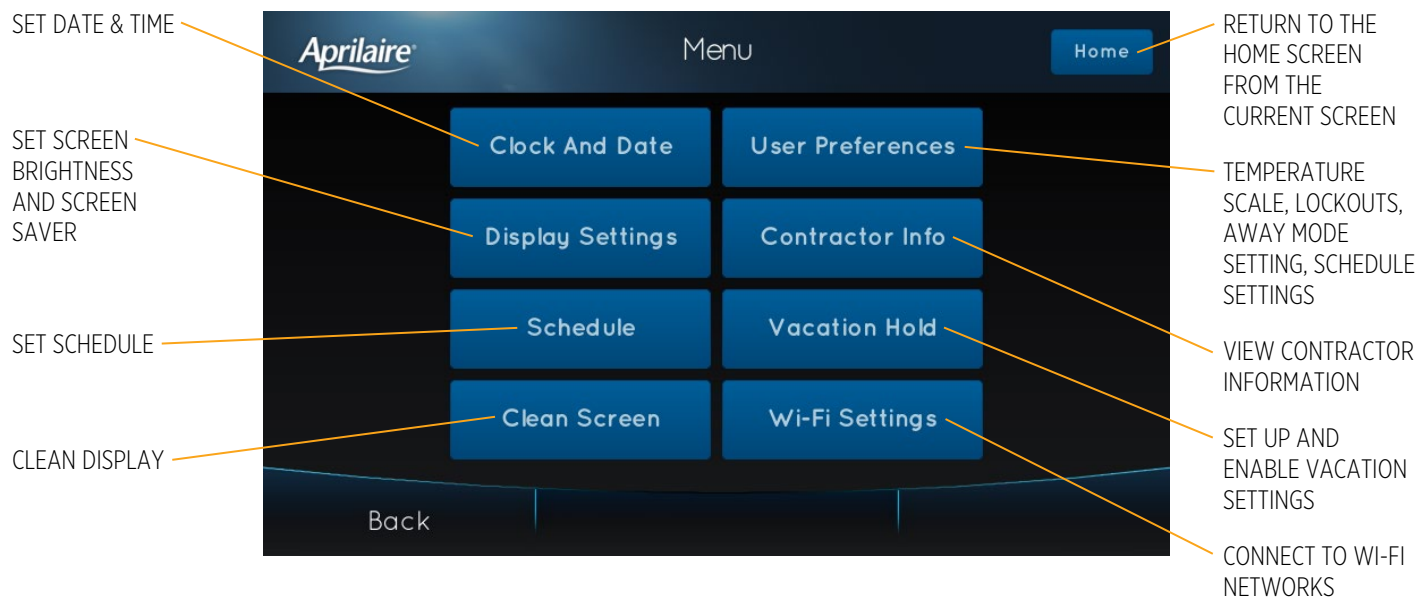 SET DATE & TIME
SET SCREEN
BRIGHTNESS
AND SCREEN
SAVER
SET SCHEDULE
CLEAN DISPLAY
Aprilaire®
Menu
Home
Clock And Date
User Preferences
Display Settings
Contractor Info
Schedule
Vacation Hold
Clean Screen
Wi-Fi Settings
Back
RETURN TO THE
HOME SCREEN
FROM THE
CURRENT SCREEN
TEMPERATURE
SCALE, LOCKOUTS,
AWAY MODE
SETTING, SCHEDULE
SETTINGS
VIEW CONTRACTOR
INFORMATION
SET UP AND
ENABLE VACATION
SETTINGS
CONNECT TO WI-FI
NETWORKS